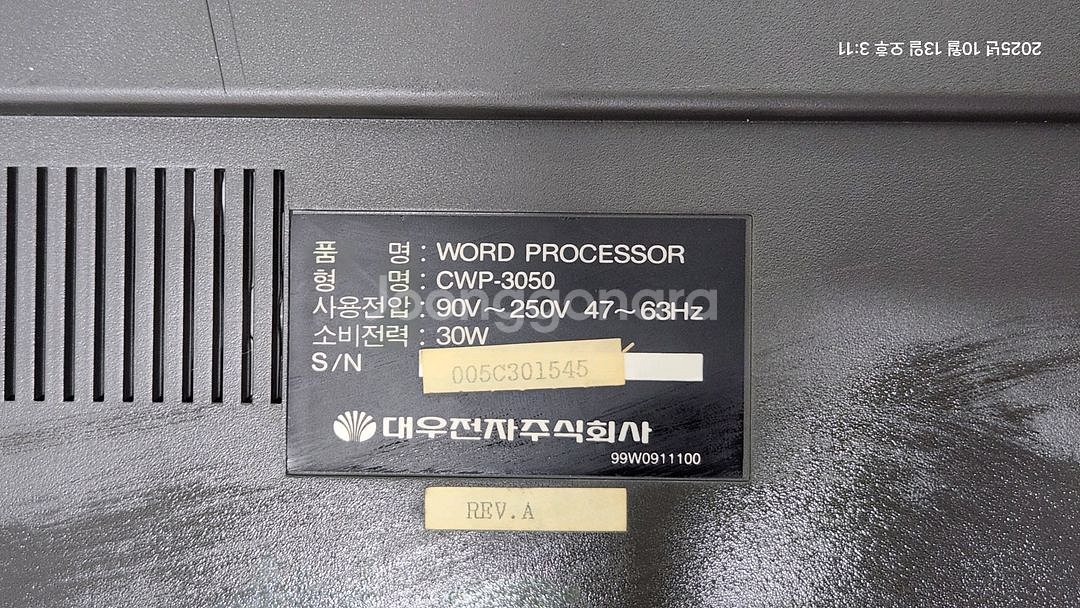 2025년 10월 13일 오후 3:11
품 명 : WORD PROCESSOR
형 명 : CWP-3050
사용전압 : 90V~250V 47~63Hz
소비전력 : 30W
S/N 005C301545
대우전자주식회사
99W0911100
REV.A
joonggonara